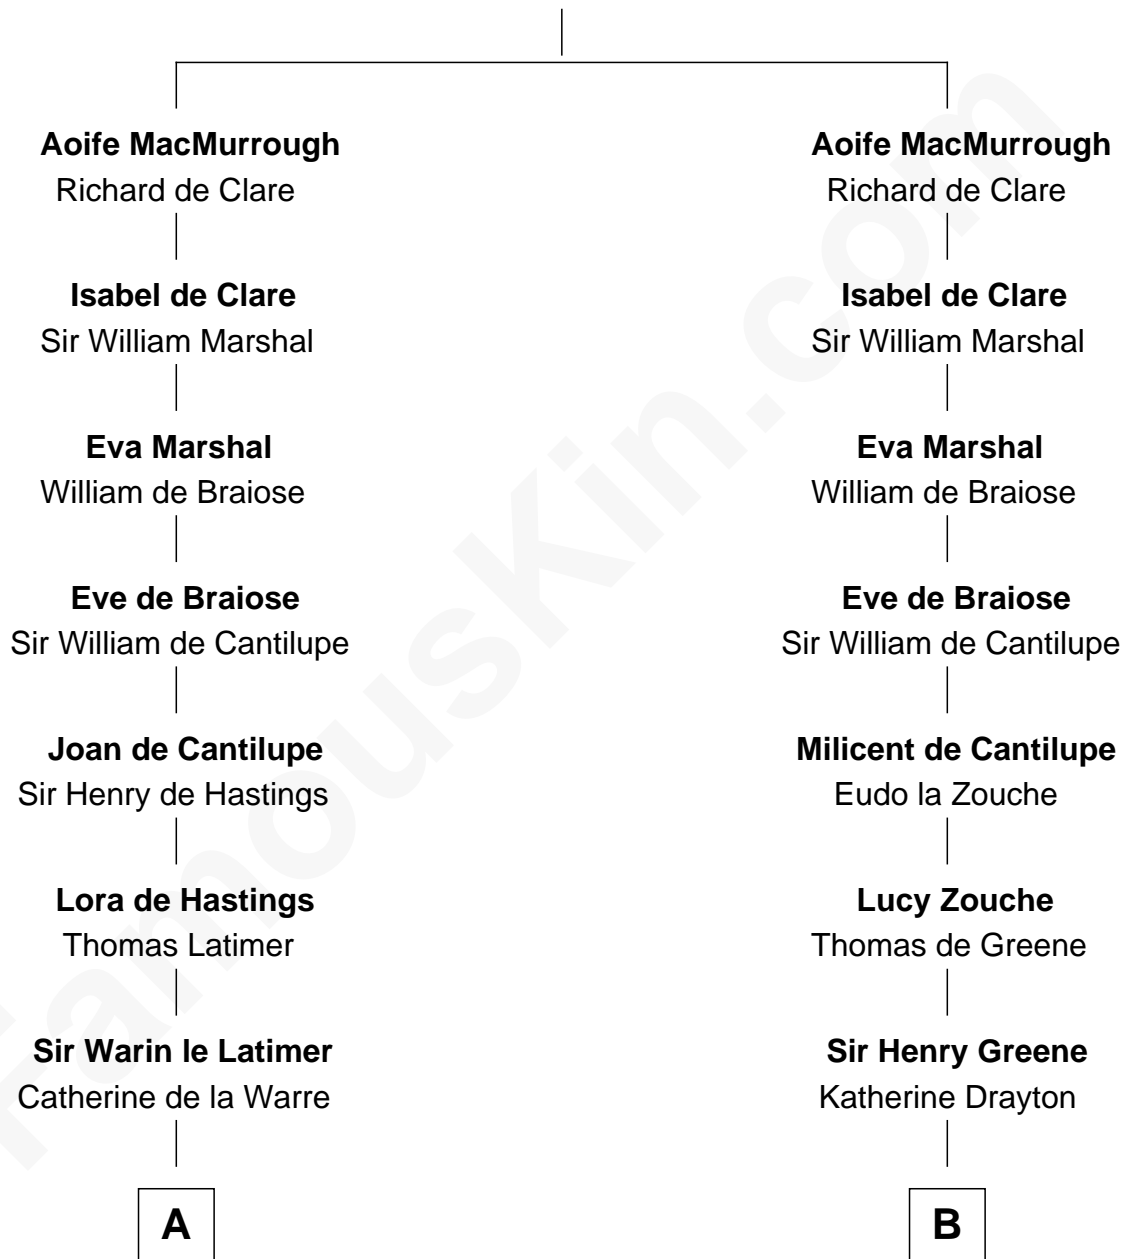 Aoife MacMurrough
Richard de Clare
Isabel de Clare
Sir William Marshal
Eva Marshal
William de Braiose
Eve de Braiose
Sir William de Cantilupe
Joan de Cantilupe
Sir Henry de Hastings
Lora de Hastings
Thomas Latimer
Sir Warin le Latimer
Catherine de la Warre
A
Aoife MacMurrough
Richard de Clare
Isabel de Clare
Sir William Marshal
Eva Marshal
William de Braiose
Eve de Braiose
Sir William de Cantilupe
Milicent de Cantilupe
Eudo la Zouche
Lucy Zouche
Thomas de Greene
Sir Henry Greene
Katherine Drayton
B
FamousKin.com